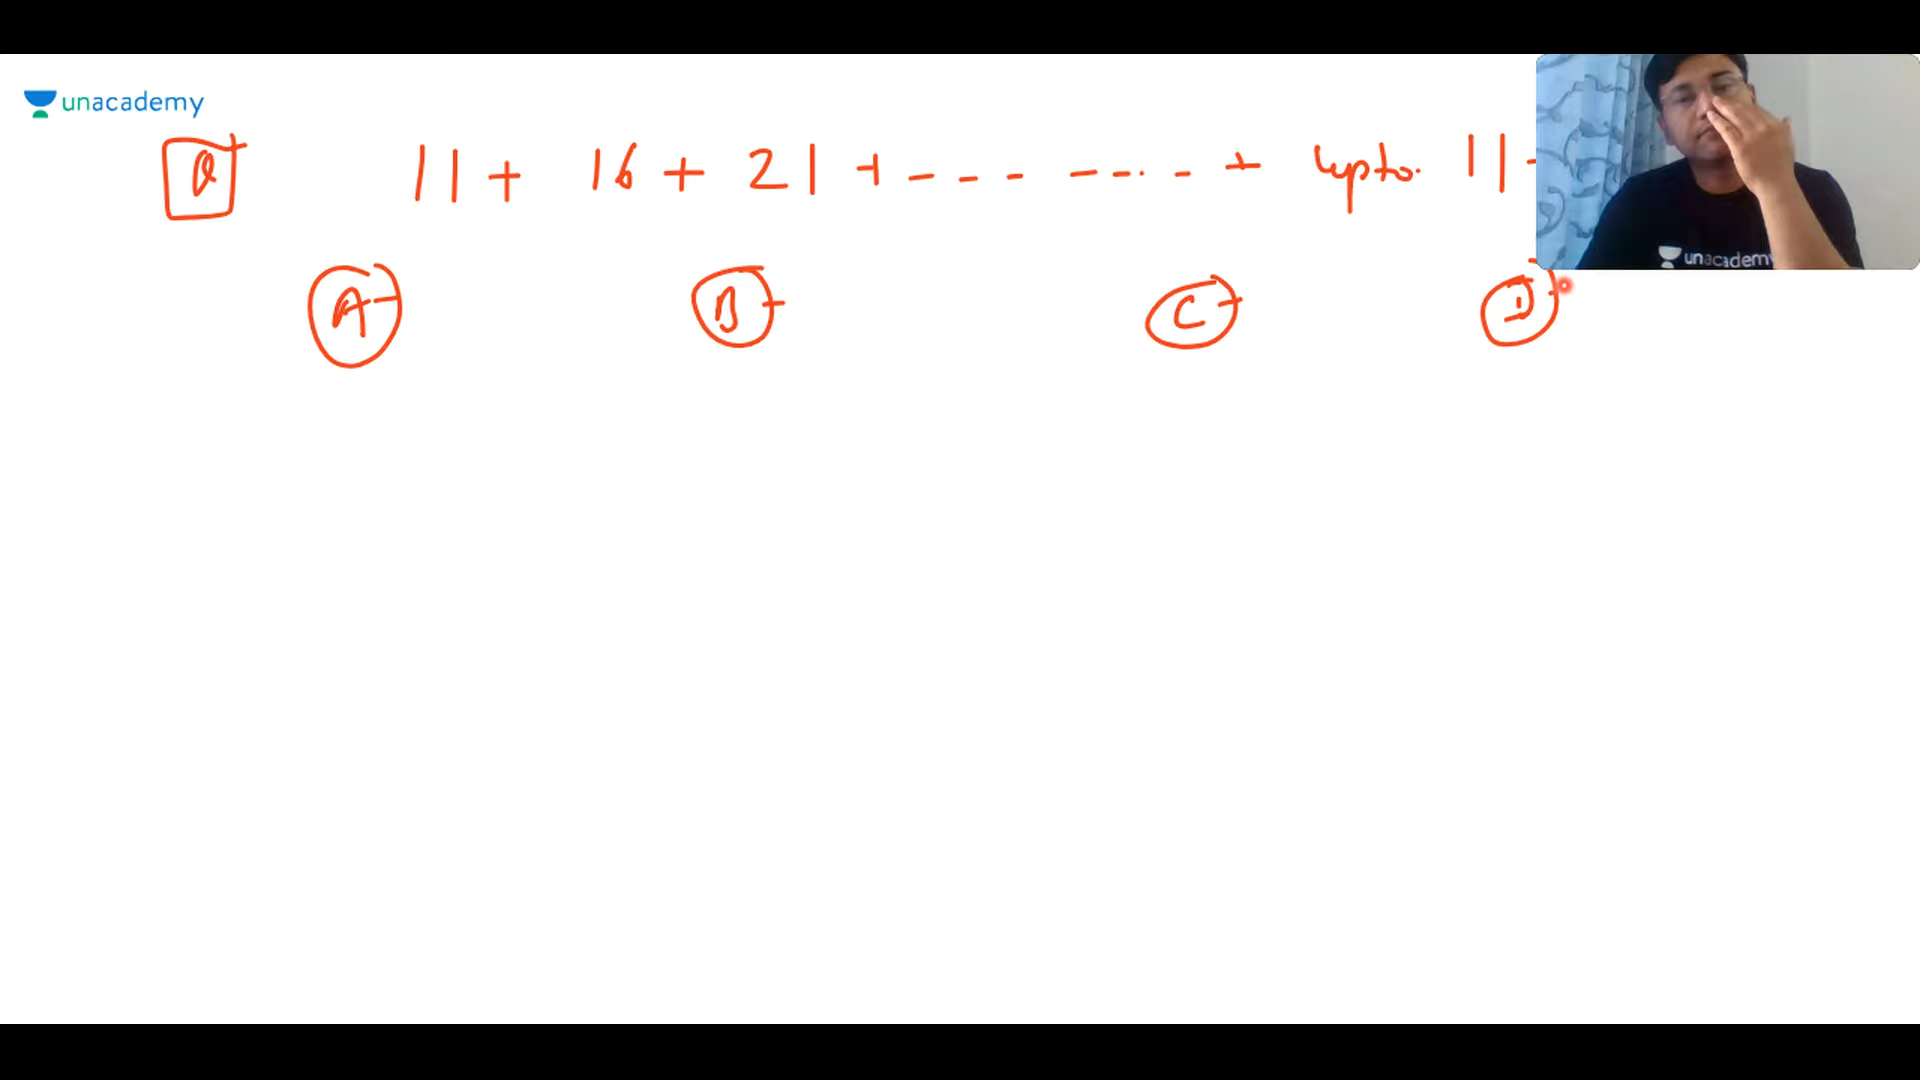 unacademy
Q 11 + 16 + 21 + - - - - - . - + upto. 11 -
A B C D
unacademy